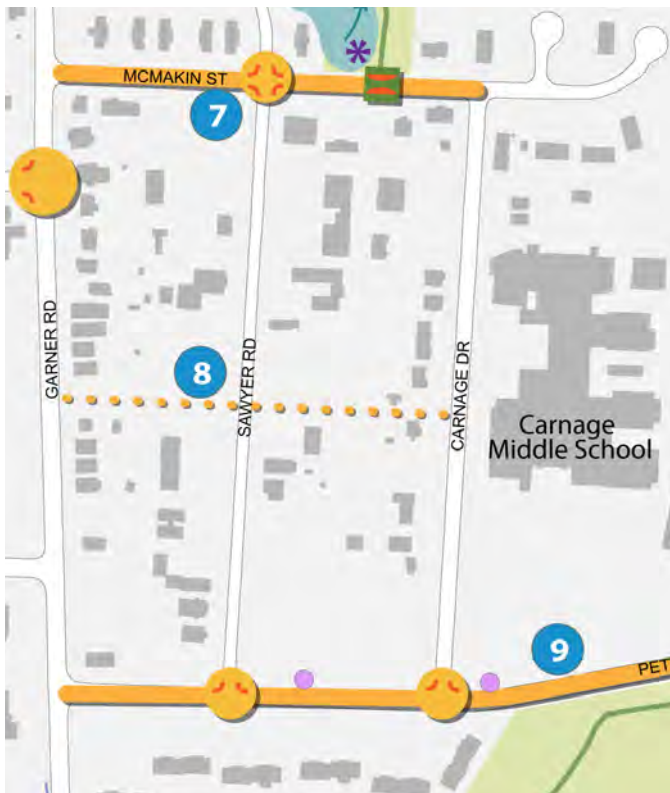 MCMAKIN ST
7
GARNER RD
8
SAWYER RD
CARNAGE DR
Carnage
Middle School
9
PET